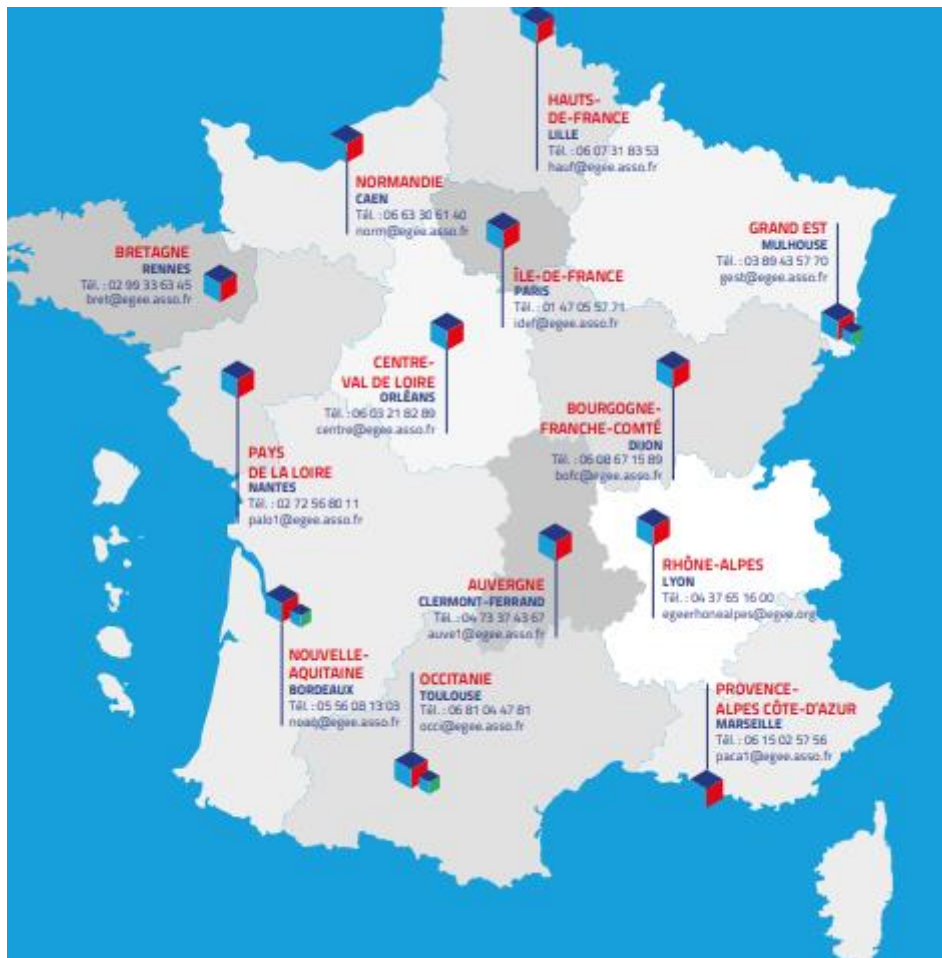 HAUTS-
DE-FRANCE
LILLE
Tél. : 06 07 31 83 53
hauf@egee.asso.fr
NORMANDIE
CAEN
Tél. : 06 63 30 61 40
norm@egee.asso.fr
GRAND EST
MULHOUSE
Tél. : 03 89 43 57 70
gest@egee.asso.fr
BRETAGNE
RENNES
Tél. : 02 99 33 63 45
bret@egee.asso.fr
ÎLE-DE-FRANCE
PARIS
Tél. : 01 47 05 57 71
idef@egee.asso.fr
CENTRE-
VAL DE LOIRE
ORLÉANS
Tél. : 06 03 21 82 89
centre@egee.asso.fr
BOURGOGNE-
FRANCHE-COMTÉ
DIJON
Tél. : 06 08 67 15 89
bofc@egee.asso.fr
PAYS
DE LA LOIRE
NANTES
Tél. : 02 72 56 80 11
palo1@egee.asso.fr
RHÔNE-ALPES
LYON
Tél. : 04 37 65 16 00
egeerhonealpes@egee.org
AUVERGNE
CLERMONT-FERRAND
Tél. : 04 73 37 43 67
auve1@egee.asso.fr
NOUVELLE-
AQUITAINE
BORDEAUX
Tél. : 05 56 08 13 03
noaq@egee.asso.fr
OCCITANIE
TOULOUSE
Tél. : 06 81 04 47 81
occi@egee.asso.fr
PROVENCE-
ALPES CÔTE-D'AZUR
MARSEILLE
Tél. : 06 15 02 57 56
paca1@egee.asso.fr